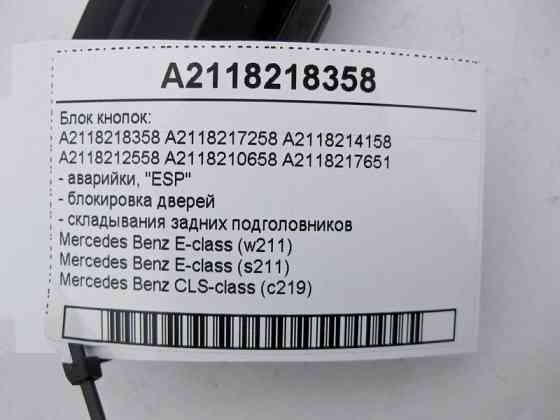 A2118218358
Блок кнопок:
A2118218358 A2118217258 A2118214158
A2118212558 A2118210658 A2118217651
- аварийки, "ESP"
- блокировка дверей
- складывания задних подголовников
Mercedes Benz E-class (w211)
Mercedes Benz E-class (s211)
Mercedes Benz CLS-class (c219)